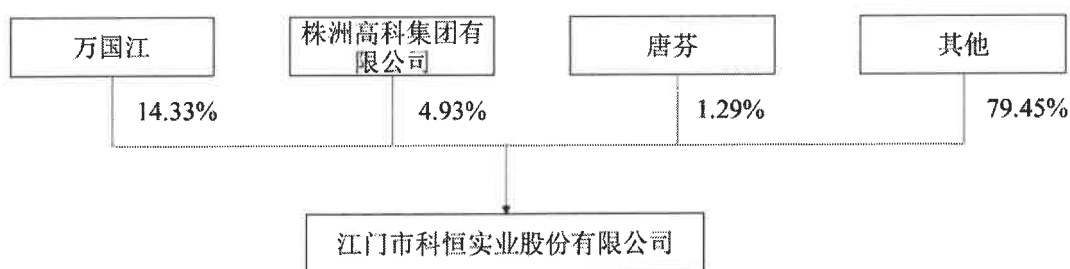 万国江
株洲高科集团有
限公司
唐芬
其他
14.33%
4.93%
1.29%
79.45%
江门市科恒实业股份有限公司